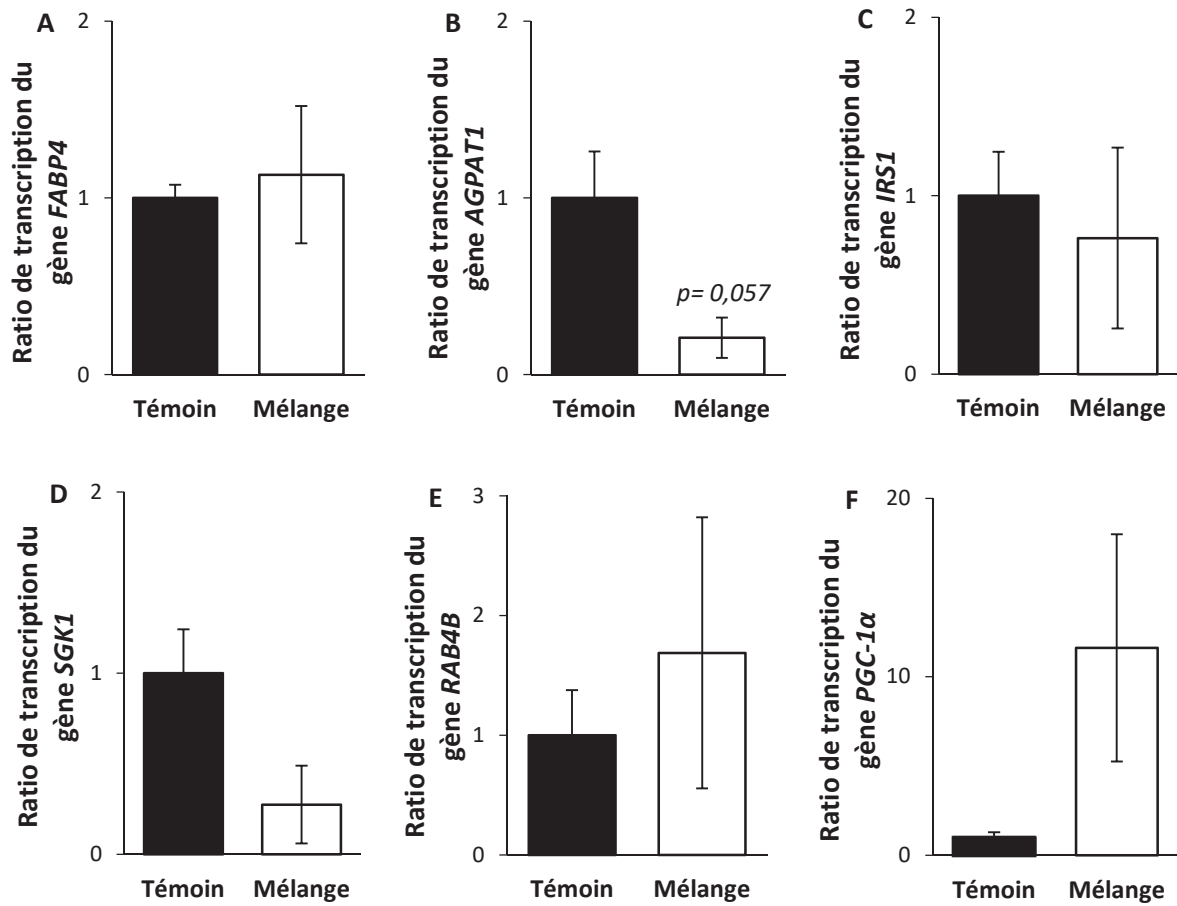 A
Ratio de transcription du
gène FABP4
2
1
0
Témoin Mélange
B
Ratio de transcription du
gène AGPAT1
2
1
0
p= 0,057
Témoin Mélange
C
Ratio de transcription du
gène IRS1
2
1
0
Témoin Mélange
D
Ratio de transcription du
gène SGK1
2
1
0
Témoin Mélange
E
Ratio de transcription du
gène RAB4B
3
2
1
0
Témoin Mélange
F
Ratio de transcription du
gène PGC-1α
20
10
0
Témoin Mélange